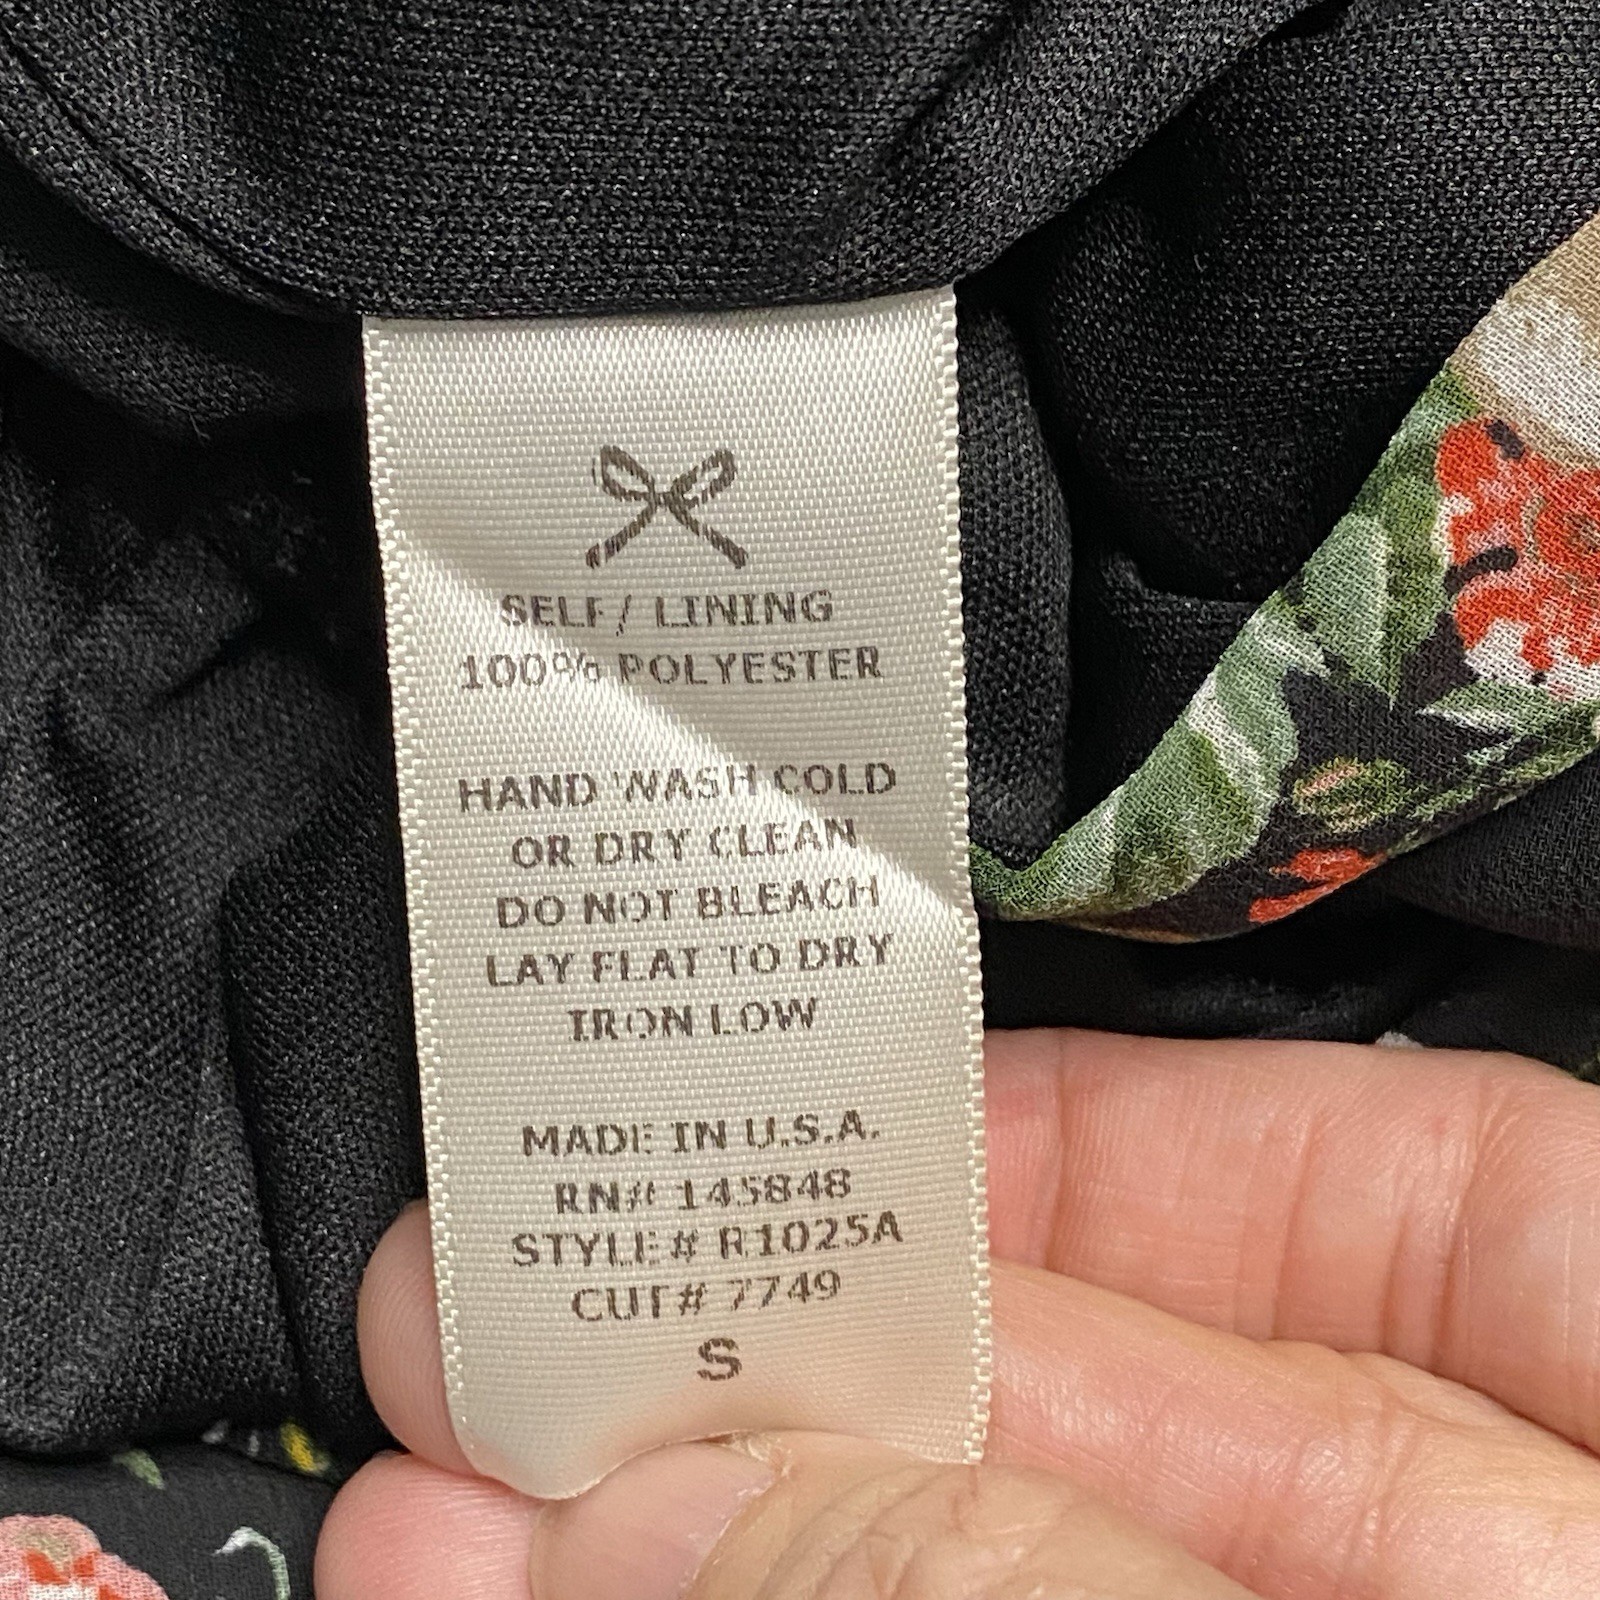 SELF/ LINING
100% POLYESTER
HAND WASH COLD
OR DRY CLEAN
DO NOT BLEACH
LAY FLAT TO DRY
IRON LOW
MADE IN U.S.A.
RN# 145848
STYLE# R1025A
CUT# 7749
S